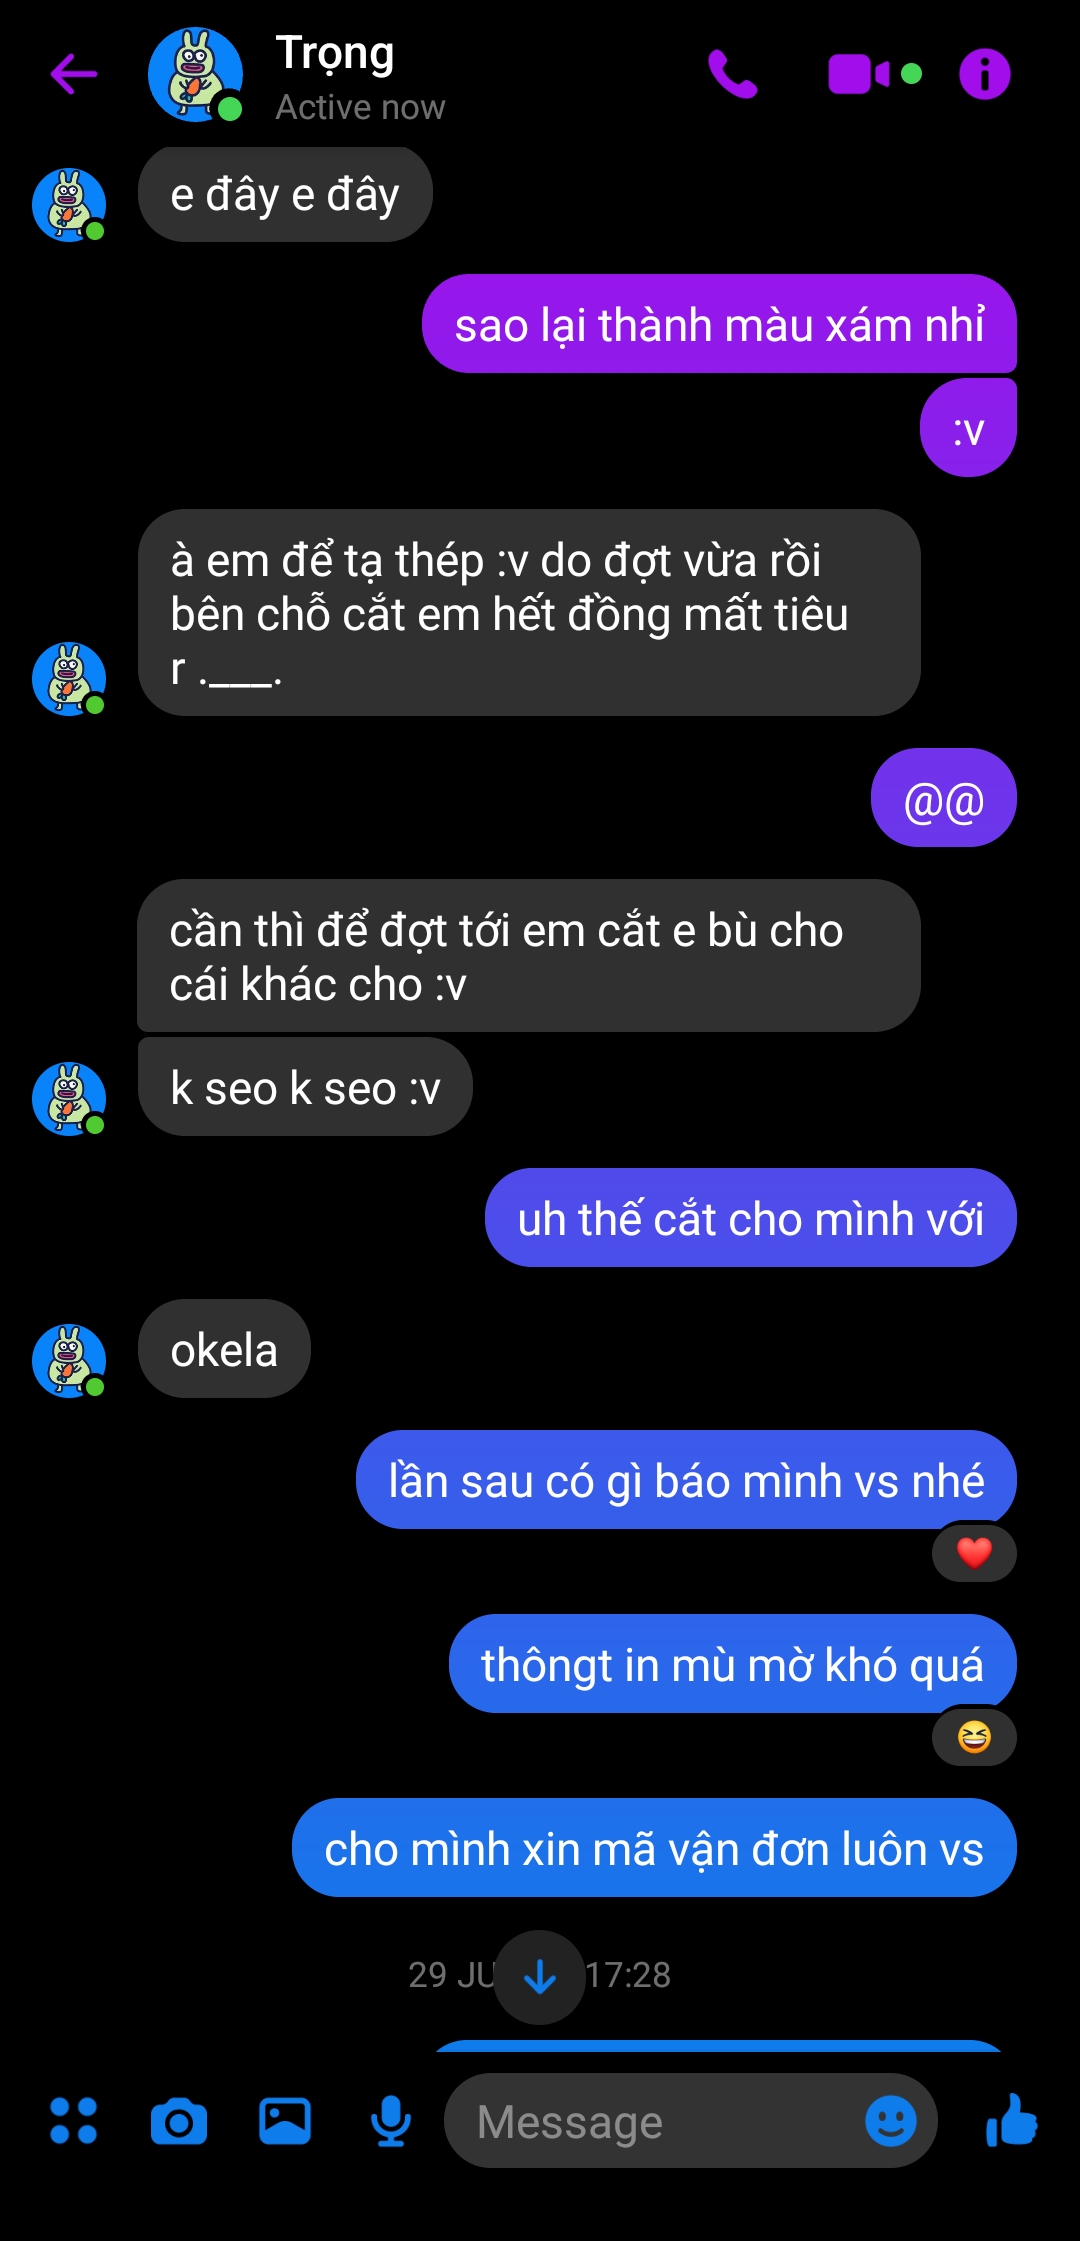 Trọng
Active now
e đây e đây
sao lại thành màu xám nhỉ
:v
à em để tạ thép :v do đợt vừa rồi
bên chỗ cắt em hết đồng mất tiêu
r .___.
@@
cần thì để đợt tới em cắt e bù cho
cái khác cho :v
k seo k seo :v
uh thế cắt cho mình với
okela
lần sau có gì báo mình vs nhé
thôngt in mù mờ khó quá
cho mình xin mã vận đơn luôn vs
29 17:28
Message